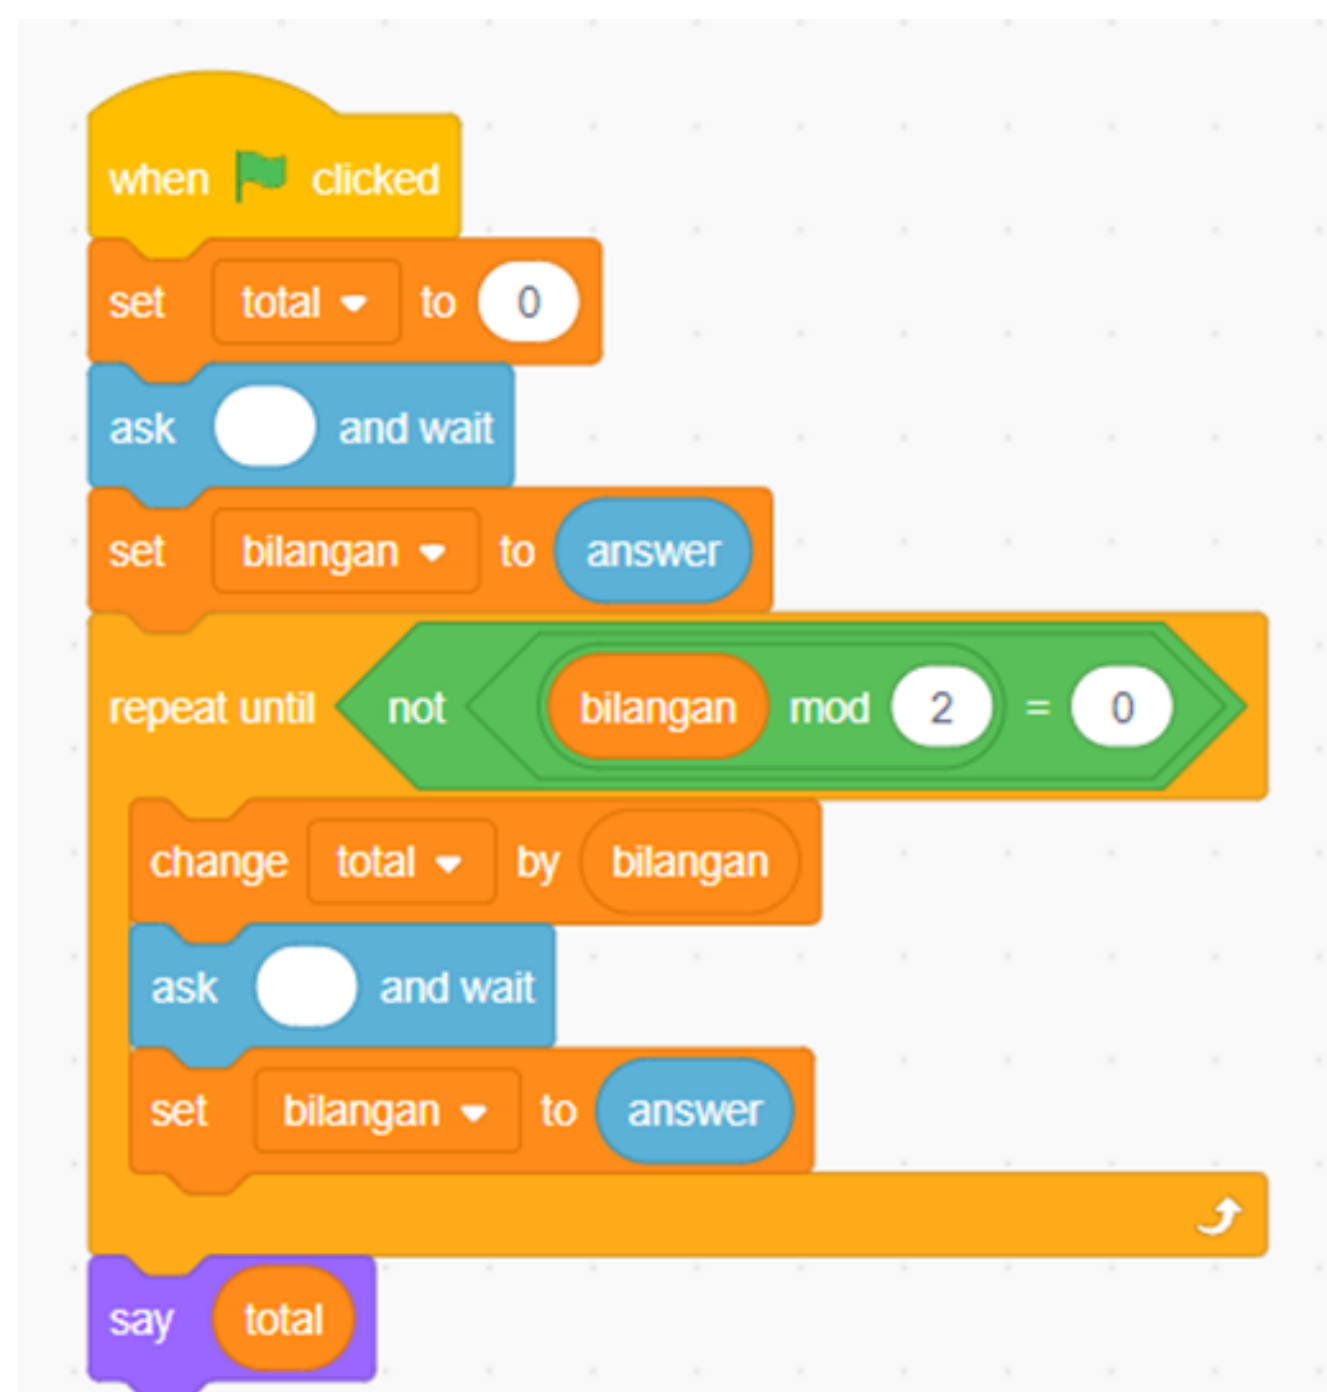 when clicked
set total to 0
ask and wait
set bilangan to answer
repeat until not bilangan mod 2 = 0
change total by bilangan
ask and wait
set bilangan to answer
say total